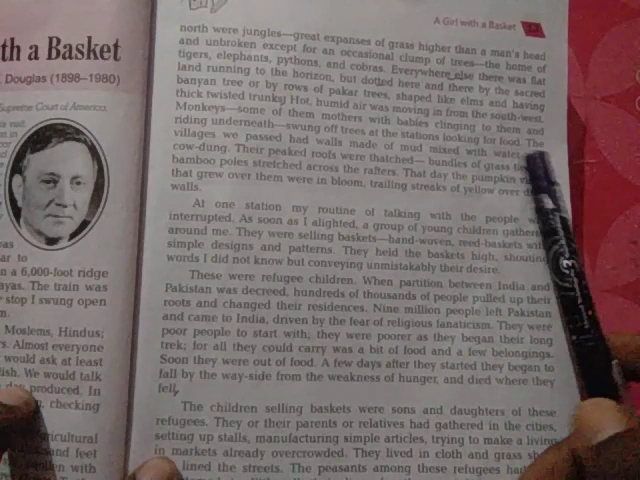 A Girl with a Basket 33
th a Basket
Douglas (1898–1980)
Supreme Court of America.
a 6,000-foot ridge
ayas. The train was
stop I swung open
Moslems, Hindus;
Almost everyone
would ask at least
lish. We would talk
produced. In
checking
gricultural
and feel
north were jungles—great expanses of grass higher than a man's head
and unbroken except for an occasional clump of trees—the home of
tigers, elephants, pythons, and cobras. Everywhere else there was flat
land running to the horizon, but dotted here and there by the sacred
banyan tree or by rows of pakar trees, shaped like elms and having
thick twisted trunks. Hot, humid air was moving in from the south-west.
Monkeys—some of them mothers with babies clinging to them and
riding underneath—swung off trees at the stations looking for food. The
villages we passed had walls made of mud mixed with water
cow-dung. Their peaked roofs were thatched— bundles of grass
bamboo poles stretched across the rafters. That day the pumpkin
that grew over them were in bloom, trailing streaks of yellow over
walls.
At one station my routine of talking with the people
interrupted. As soon as I alighted, a group of young children
around me. They were selling baskets—hand-woven, reed-baskets
simple designs and patterns. They held the baskets high, shouting
words I did not know but conveying unmistakably their desire.
These were refugee children. When partition between India and
Pakistan was decreed, hundreds of thousands of people pulled up their
roots and changed their residences. Nine million people left Pakistan
and came to India, driven by the fear of religious fanaticism. They were
poor people to start with; they were poorer as they began their long
trek; for all they could carry was a bit of food and a few belongings.
Soon they were out of food. A few days after they started they began to
fall by the way-side from the weakness of hunger, and died where they
fell.
The children selling baskets were sons and daughters of these
refugees. They or their parents or relatives had gathered in the cities,
setting up stalls, manufacturing simple articles, trying to make a living
in markets already overcrowded. They lived in cloth and grass
lined the streets. The peasants among these refugees